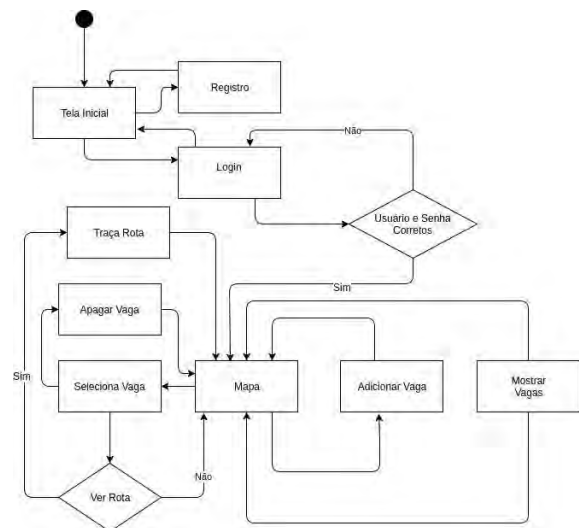 Registro
Tela Inicial
Não
Login
Usuário e Senha
Corretos
Traça Rota
Sim
Apagar Vaga
Sim
Seleciona Vaga
Mapa
Adicionar Vaga
Mostrar
Vagas
Não
Ver Rota